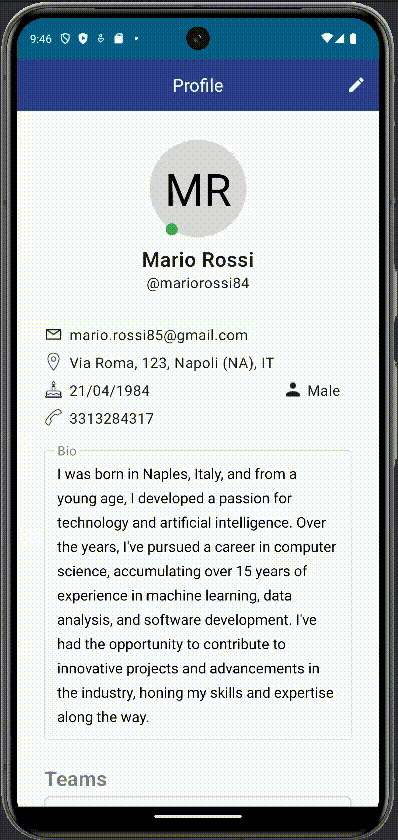 9:46
Profile
MR
Mario Rossi
@mariorossi84
mario.rossi85@gmail.com
Via Roma, 123, Napoli (NA), IT
21/04/1984
Male
3313284317
Bio
I was born in Naples, Italy, and from a
young age, I developed a passion for
technology and artificial intelligence. Over
the years, I've pursued a career in computer
science, accumulating over 15 years of
experience in machine learning, data
analysis, and software development. I've
had the opportunity to contribute to
innovative projects and advancements in
the industry, honing my skills and expertise
along the way.
Teams